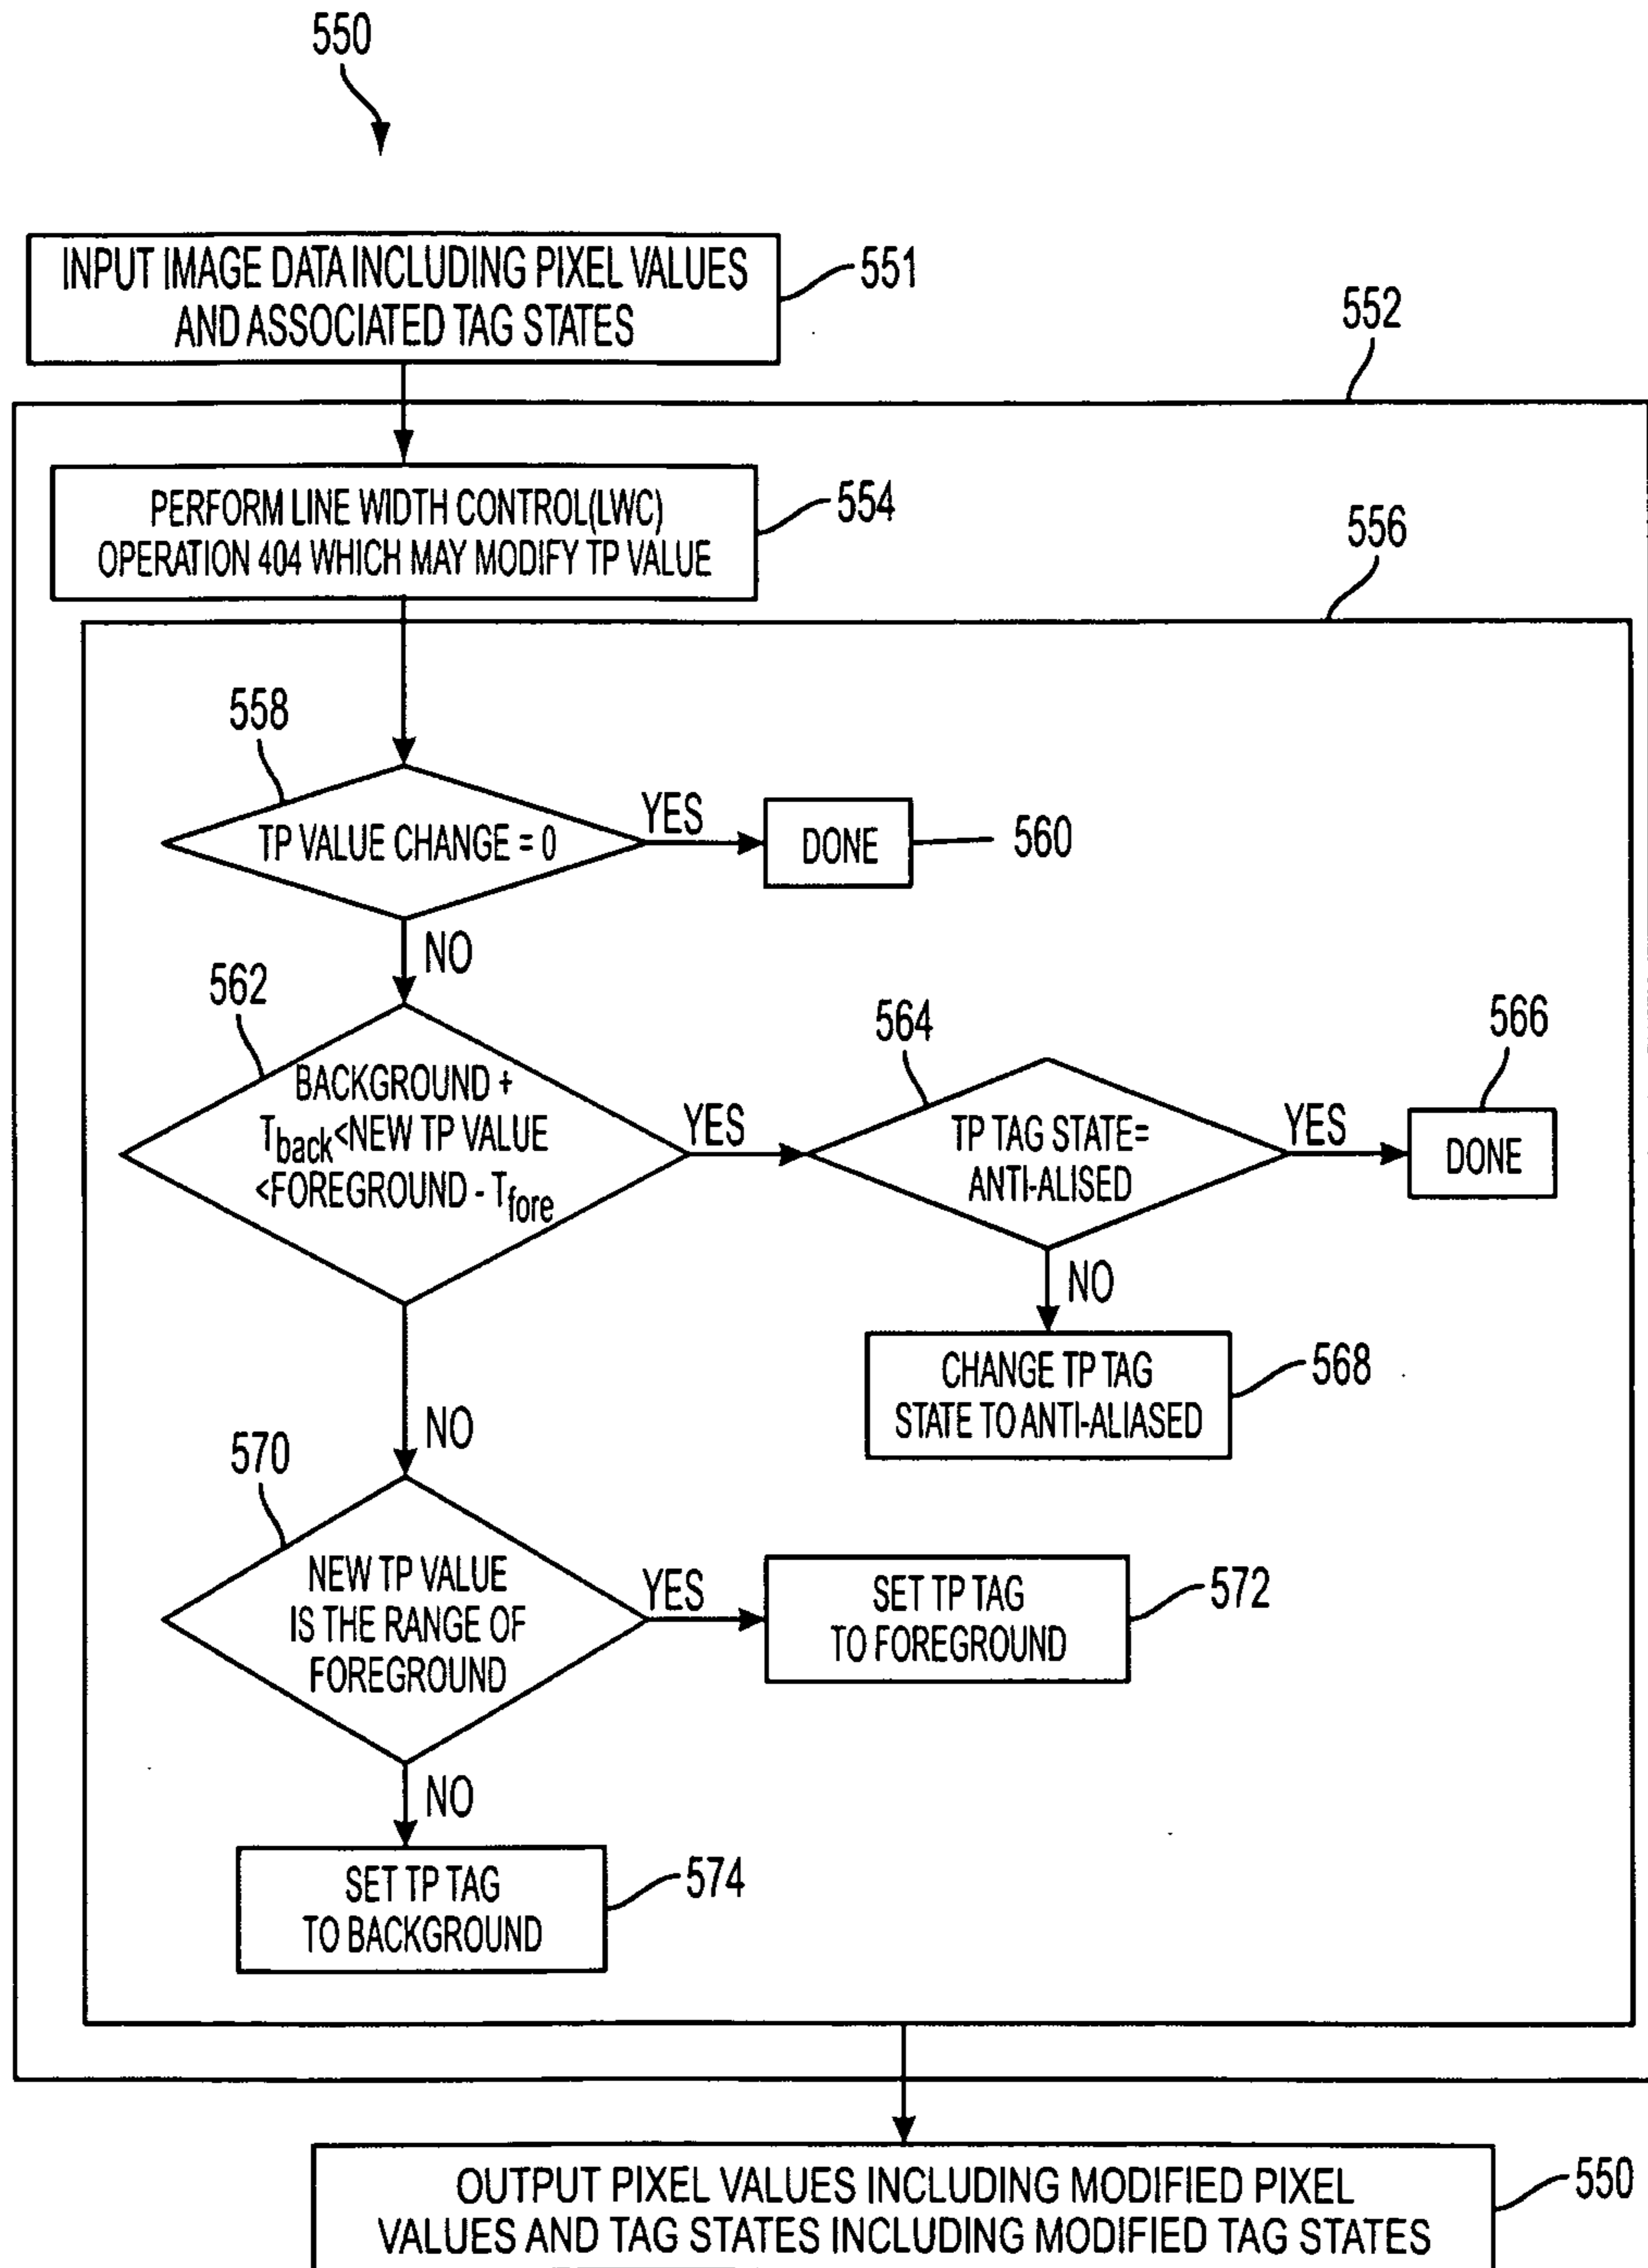 550
INPUT IMAGE DATA INCLUDING PIXEL VALUES
AND ASSOCIATED TAG STATES
551
552
PERFORM LINE WIDTH CONTROL(LWC)
OPERATION 404 WHICH MAY MODIFY TP VALUE
554
556
558
TP VALUE CHANGE = 0
YES
DONE
560
NO
562
BACKGROUND +
Tback<NEW TP VALUE
<FOREGROUND - Tfore
YES
564
TP TAG STATE=
ANTI-ALISED
YES
566
DONE
NO
CHANGE TP TAG
STATE TO ANTI-ALIASED
568
NO
570
NEW TP VALUE
IS THE RANGE OF
FOREGROUND
YES
SET TP TAG
TO FOREGROUND
572
NO
SET TP TAG
TO BACKGROUND
574
OUTPUT PIXEL VALUES INCLUDING MODIFIED PIXEL
VALUES AND TAG STATES INCLUDING MODIFIED TAG STATES
550